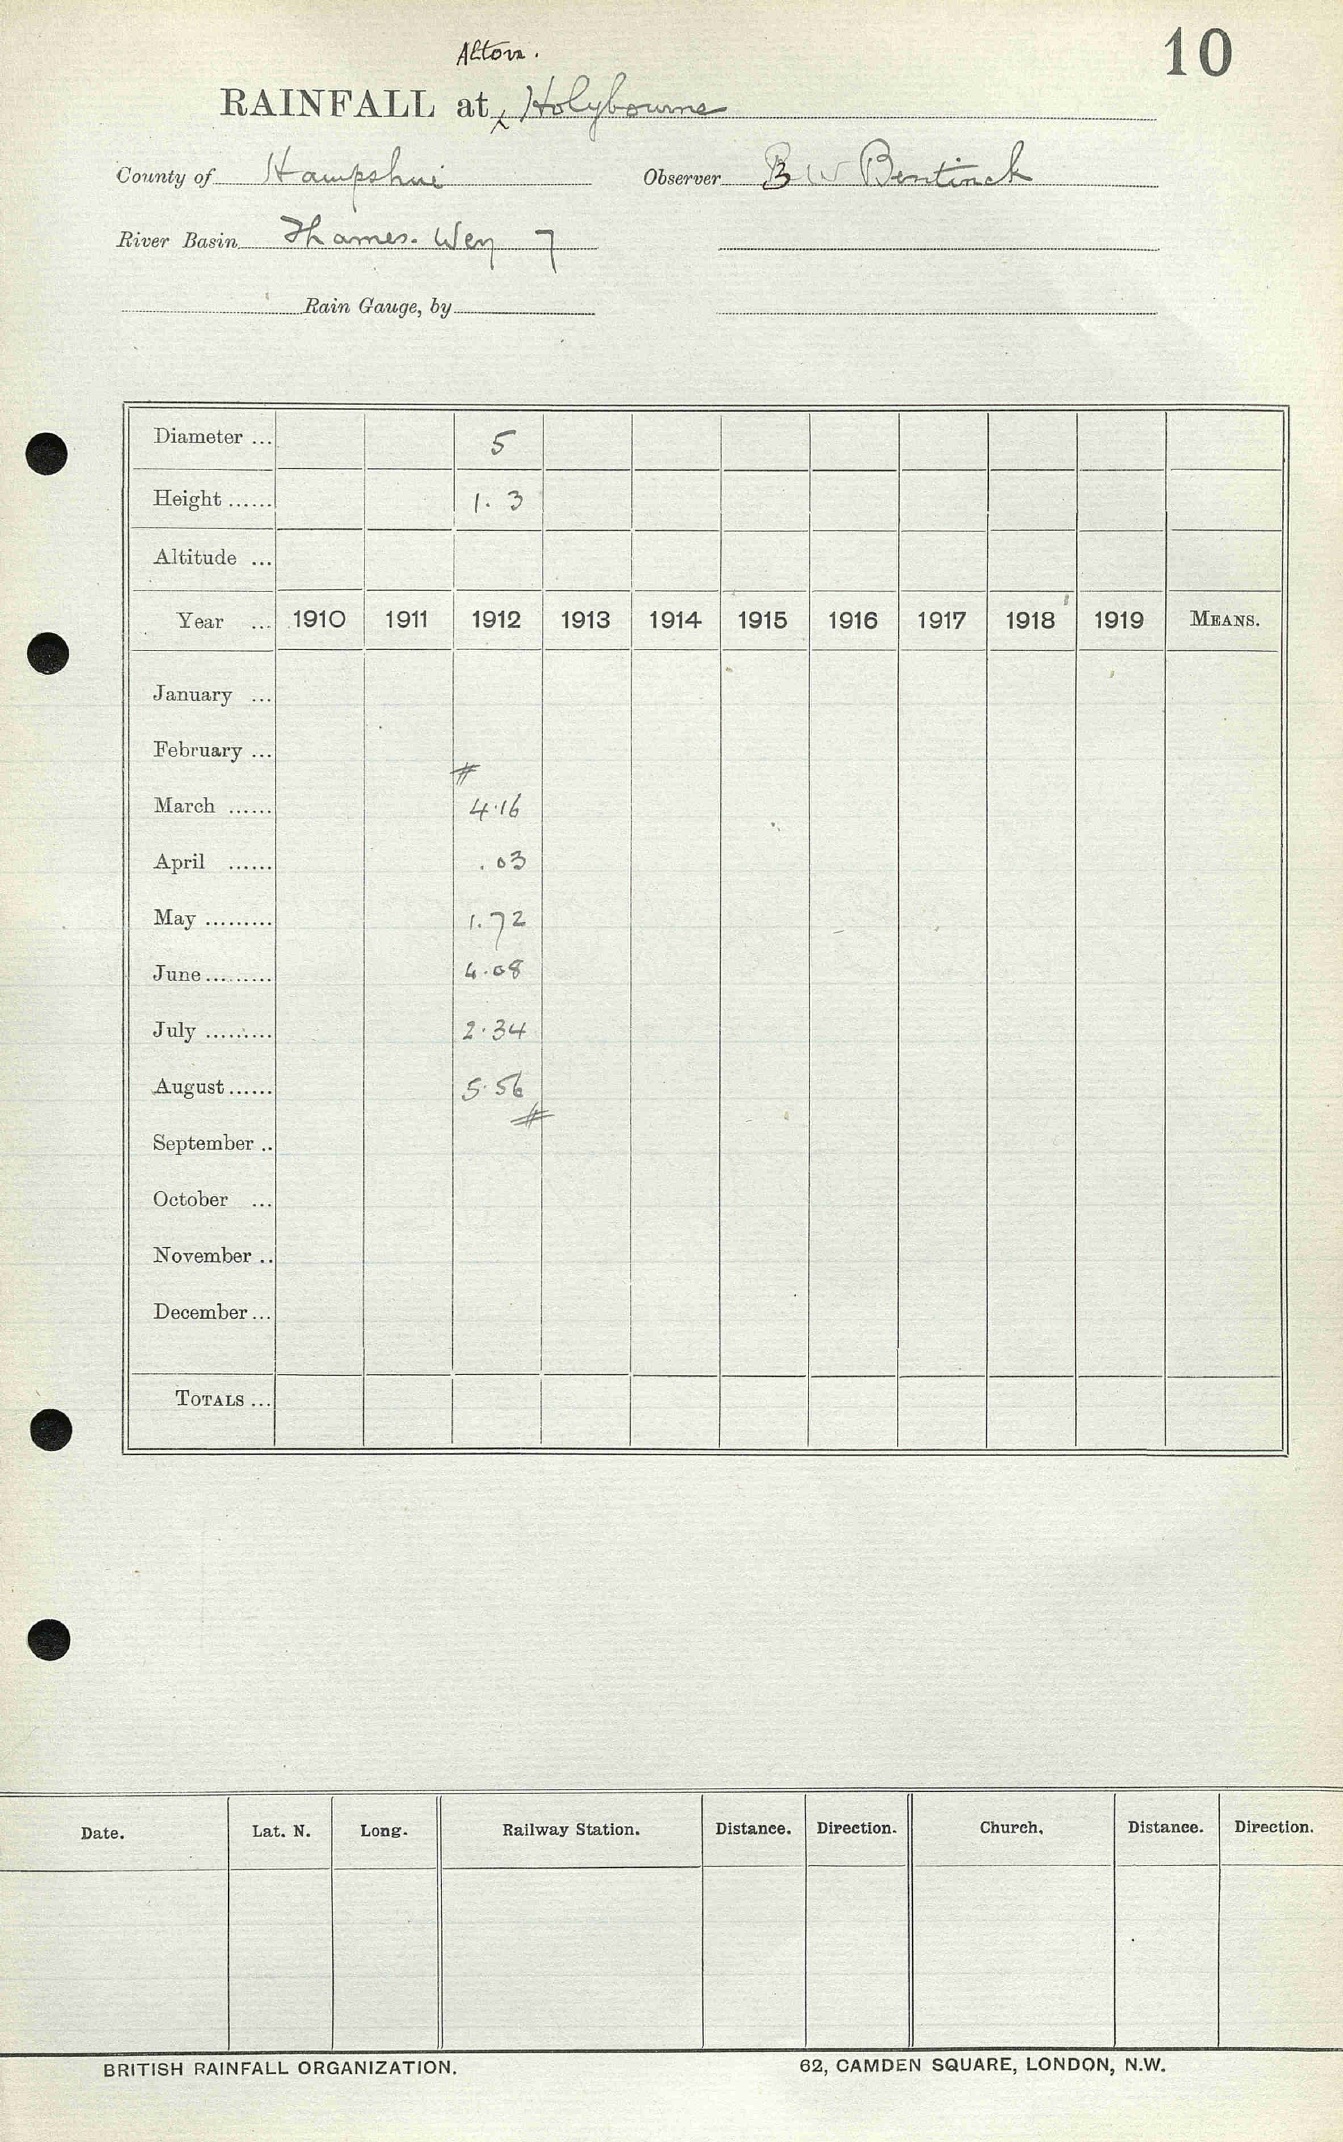 10
Alton.
RAINFALL at ‸ Holybourne
County of Hampshire Observer B W Bentinck
River Basin Thames. Wey 7
Rain Gauge, by
Diameter ... 5
Height ...... 1. 3
Altitude ...
Year ... 1910 1911 1912 1913 1914 1915 1916 1917 1918 1919 MEANS.
January ...
February ...
#
March ...... 4.16
April ...... .03
May ......... 1.72
June ......... 4.08
July ......... 2.34
August ...... 5.56
#
September ..
October ...
November ..
December ...
TOTALS ...
Date. Lat. N. Long. Railway Station. Distance. Direction. Church. Distance. Direction.
BRITISH RAINFALL ORGANIZATION. 62, CAMDEN SQUARE, LONDON, N.W.